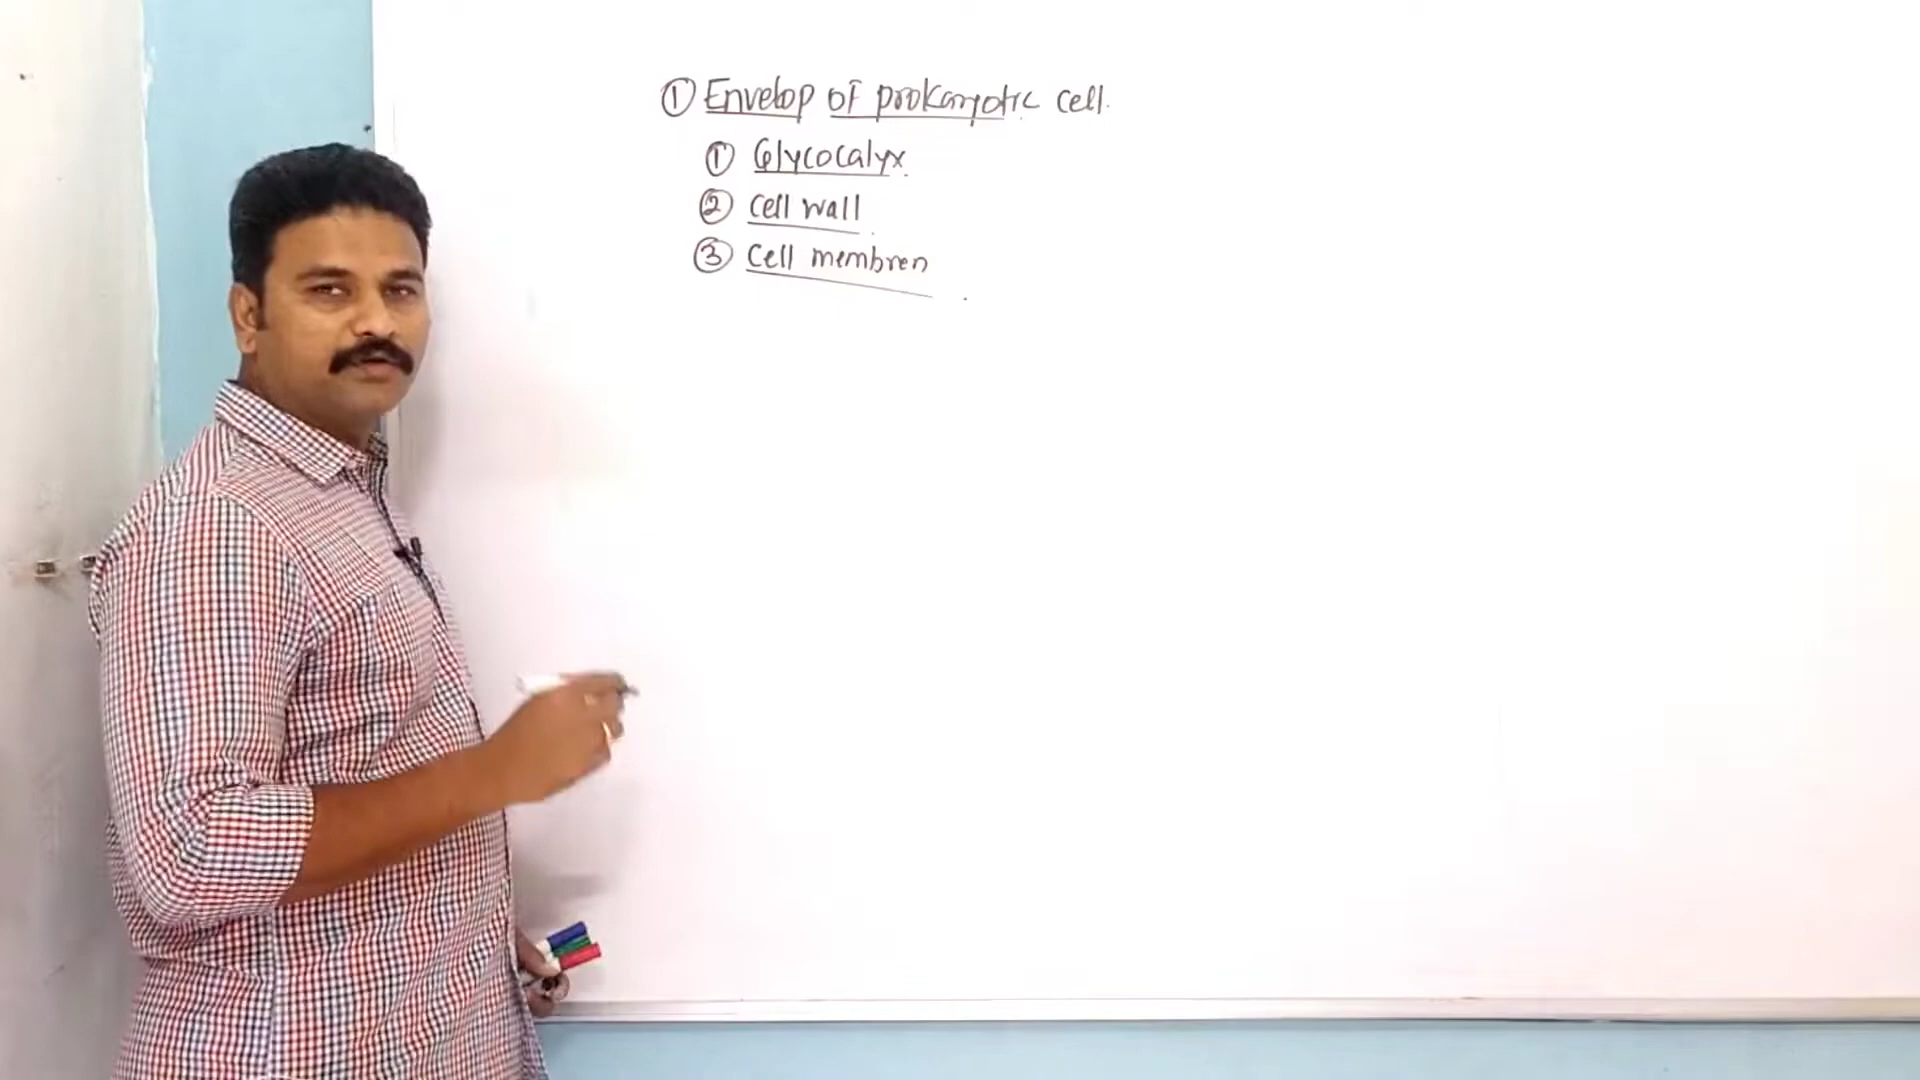 ① Envelop of prokaryotic cell.
① Glycocalyx
② Cell wall
③ Cell membren